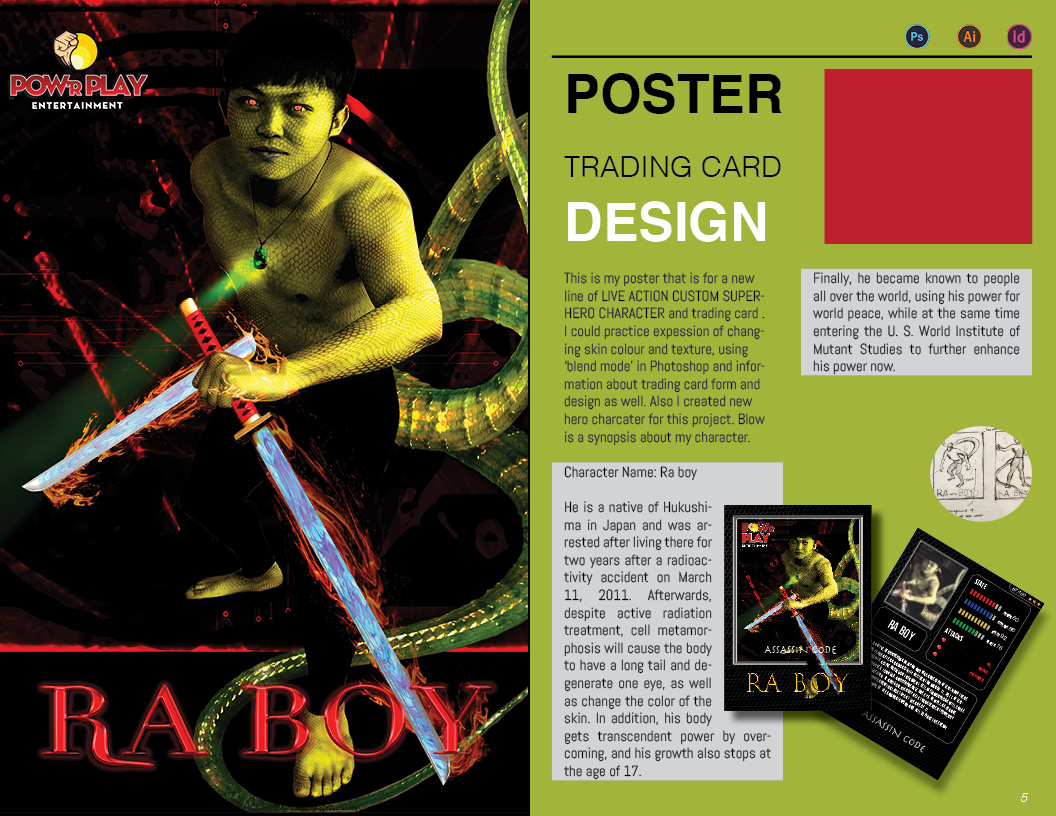 POW'R PLAY
ENTERTAINMENT
RA BOY
Ps
Ai
Id
POSTER
TRADING CARD
DESIGN
This is my poster that is for a new
line of LIVE ACTION CUSTOM SUPER-
HERO CHARACTER and trading card .
I could practice expession of chang-
ing skin colour and texture, using
‘blend mode’ in Photoshop and infor-
mation about trading card form and
design as well. Also I created new
hero charcater for this project. Blow
is a synopsis about my character.
Character Name: Ra boy
He is a native of Hukushi-
ma in Japan and was ar-
rested after living there for
two years after a radioac-
tivity accident on March
11, 2011. Afterwards,
despite active radiation
treatment, cell metamor-
phosis will cause the body
to have a long tail and de-
generate one eye, as well
as change the color of the
skin. In addition, his body
gets transcendent power by over-
coming, and his growth also stops at
the age of 17.
Finally, he became known to people
all over the world, using his power for
world peace, while at the same time
entering the U. S. World Institute of
Mutant Studies to further enhance
his power now.
RA-BOY
RA BOY
POW'R
PLAY
ASSASSIN CODE
RA BOY
RA BOY
STATS
ATTACKS
ASSASSIN CODE
5